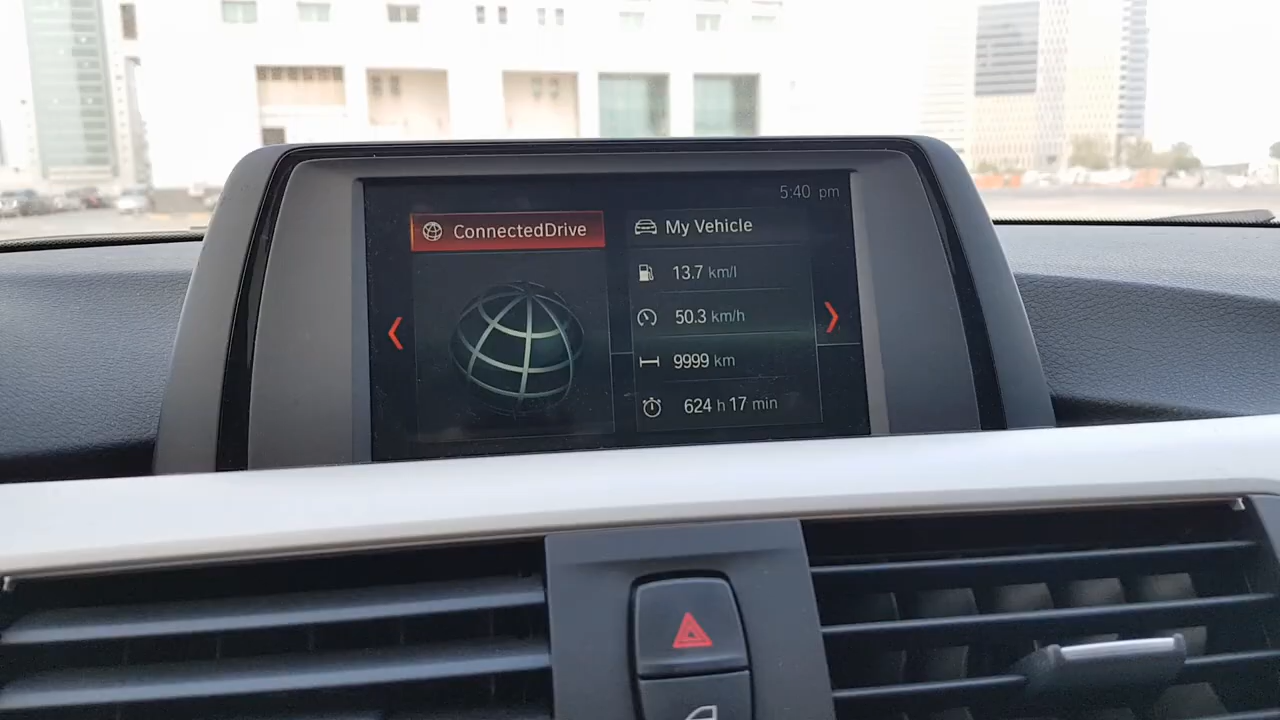 5:40 pm
ConnectedDrive
My Vehicle
13.7 km/l
50.3 km/h
9999 km
624 h 17 min